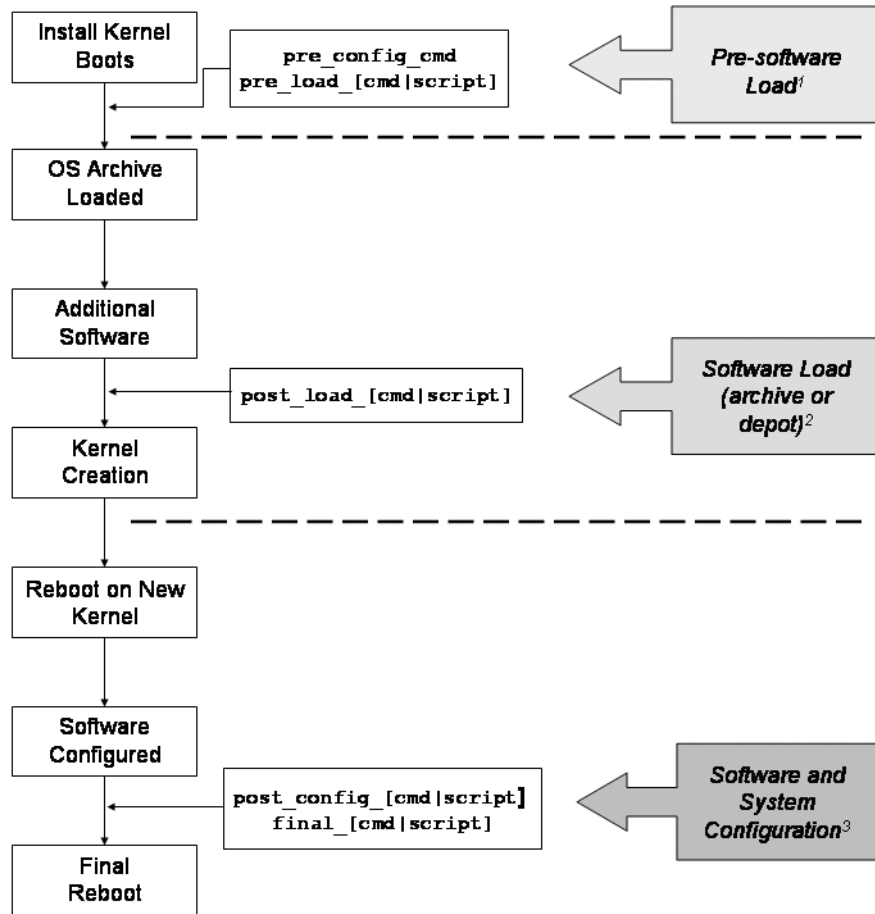 Install Kernel
Boots
pre_config_cmd
pre_load_[cmd|script]
Pre-software
Load1
OS Archive
Loaded
Additional
Software
post_load_[cmd|script]
Software Load
(archive or
depot)2
Kernel
Creation
Reboot on New
Kernel
Software
Configured
post_config_[cmd|script]
final_[cmd|script]
Software and
System
Configuration3
Final
Reboot